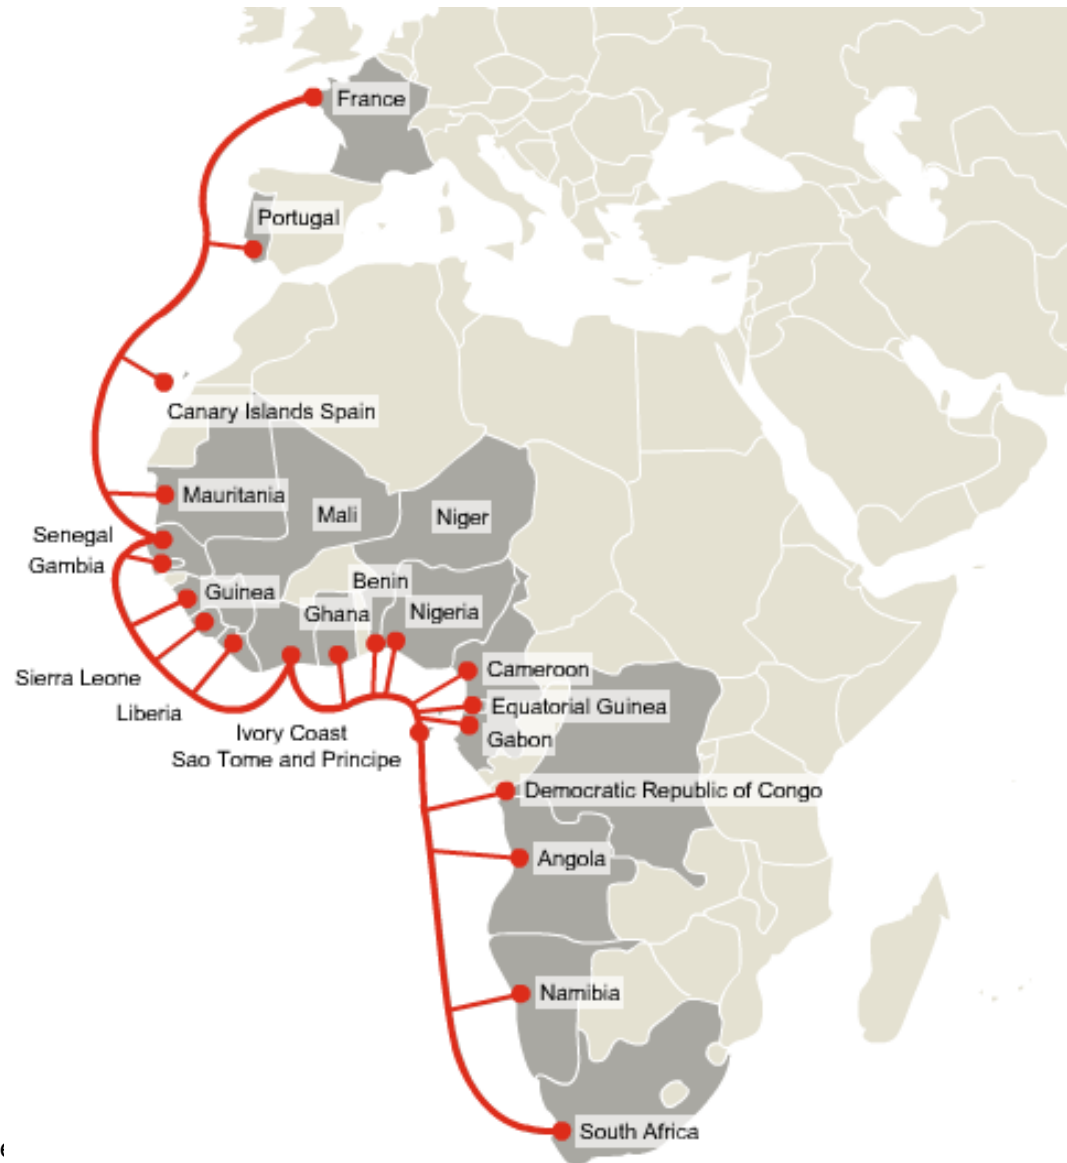 France
Portugal
Canary Islands Spain
Mauritania
Mali
Niger
Senegal
Gambia
Guinea
Benin
Ghana
Nigeria
Sierra Leone
Liberia
Ivory Coast
Sao Tome and Principe
Cameroon
Equatorial Guinea
Gabon
Democratic Republic of Congo
Angola
Namibia
South Africa